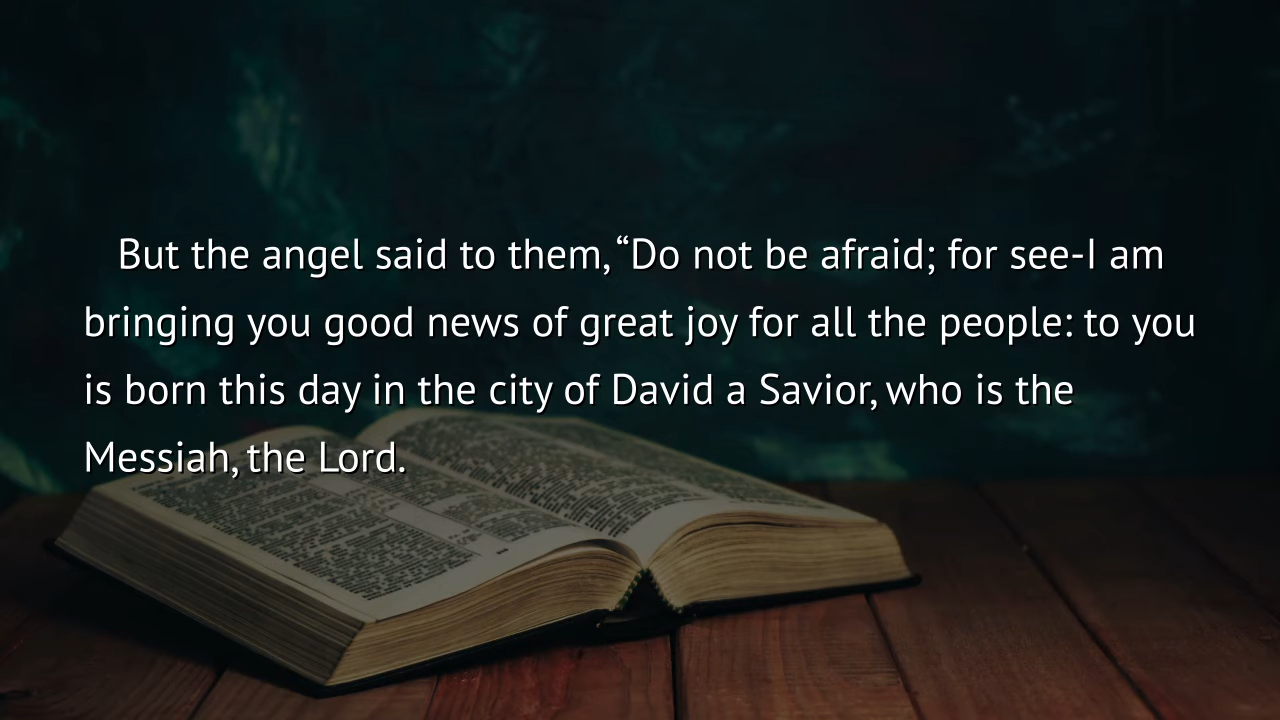 But the angel said to them, “Do not be afraid; for see-I am
bringing you good news of great joy for all the people: to you
is born this day in the city of David a Savior, who is the
Messiah, the Lord.